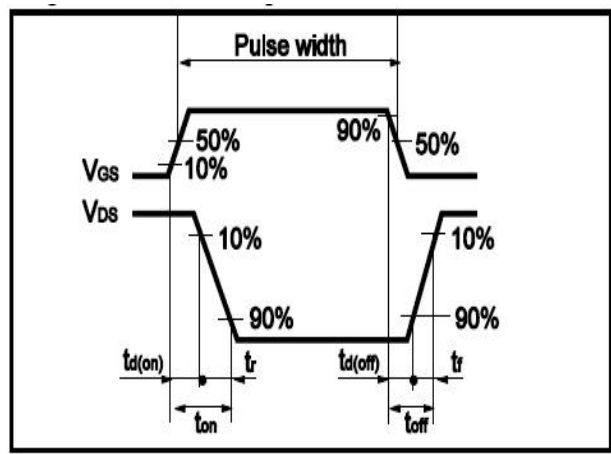 Pulse width
90%
50%
50%
VGS
10%
VDS
10%
10%
90%
90%
td(on)
tr
td(off)
tf
ton
toff